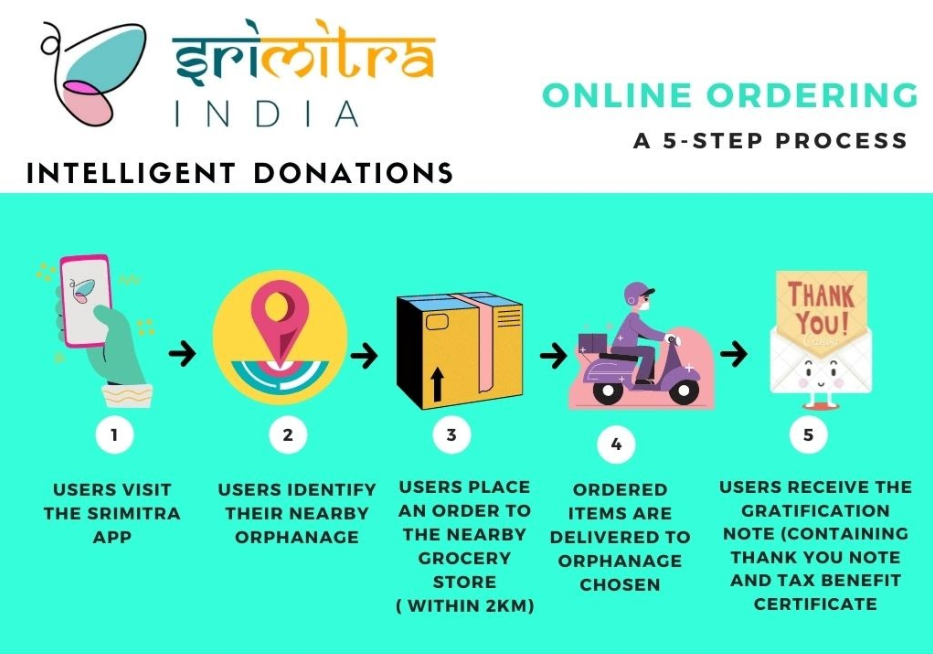 srimitra
INDIA
INTELLIGENT DONATIONS
ONLINE ORDERING
A 5-STEP PROCESS
1
USERS VISIT
THE SRIMITRA
APP
2
USERS IDENTIFY
THEIR NEARBY
ORPHANAGE
3
USERS PLACE
AN ORDER TO
THE NEARBY
GROCERY
STORE
( WITHIN 2KM)
4
ORDERED
ITEMS ARE
DELIVERED TO
ORPHANAGE
CHOSEN
THANK
YOU!
Canva
5
USERS RECEIVE THE
GRATIFICATION
NOTE (CONTAINING
THANK YOU NOTE
AND TAX BENEFIT
CERTIFICATE